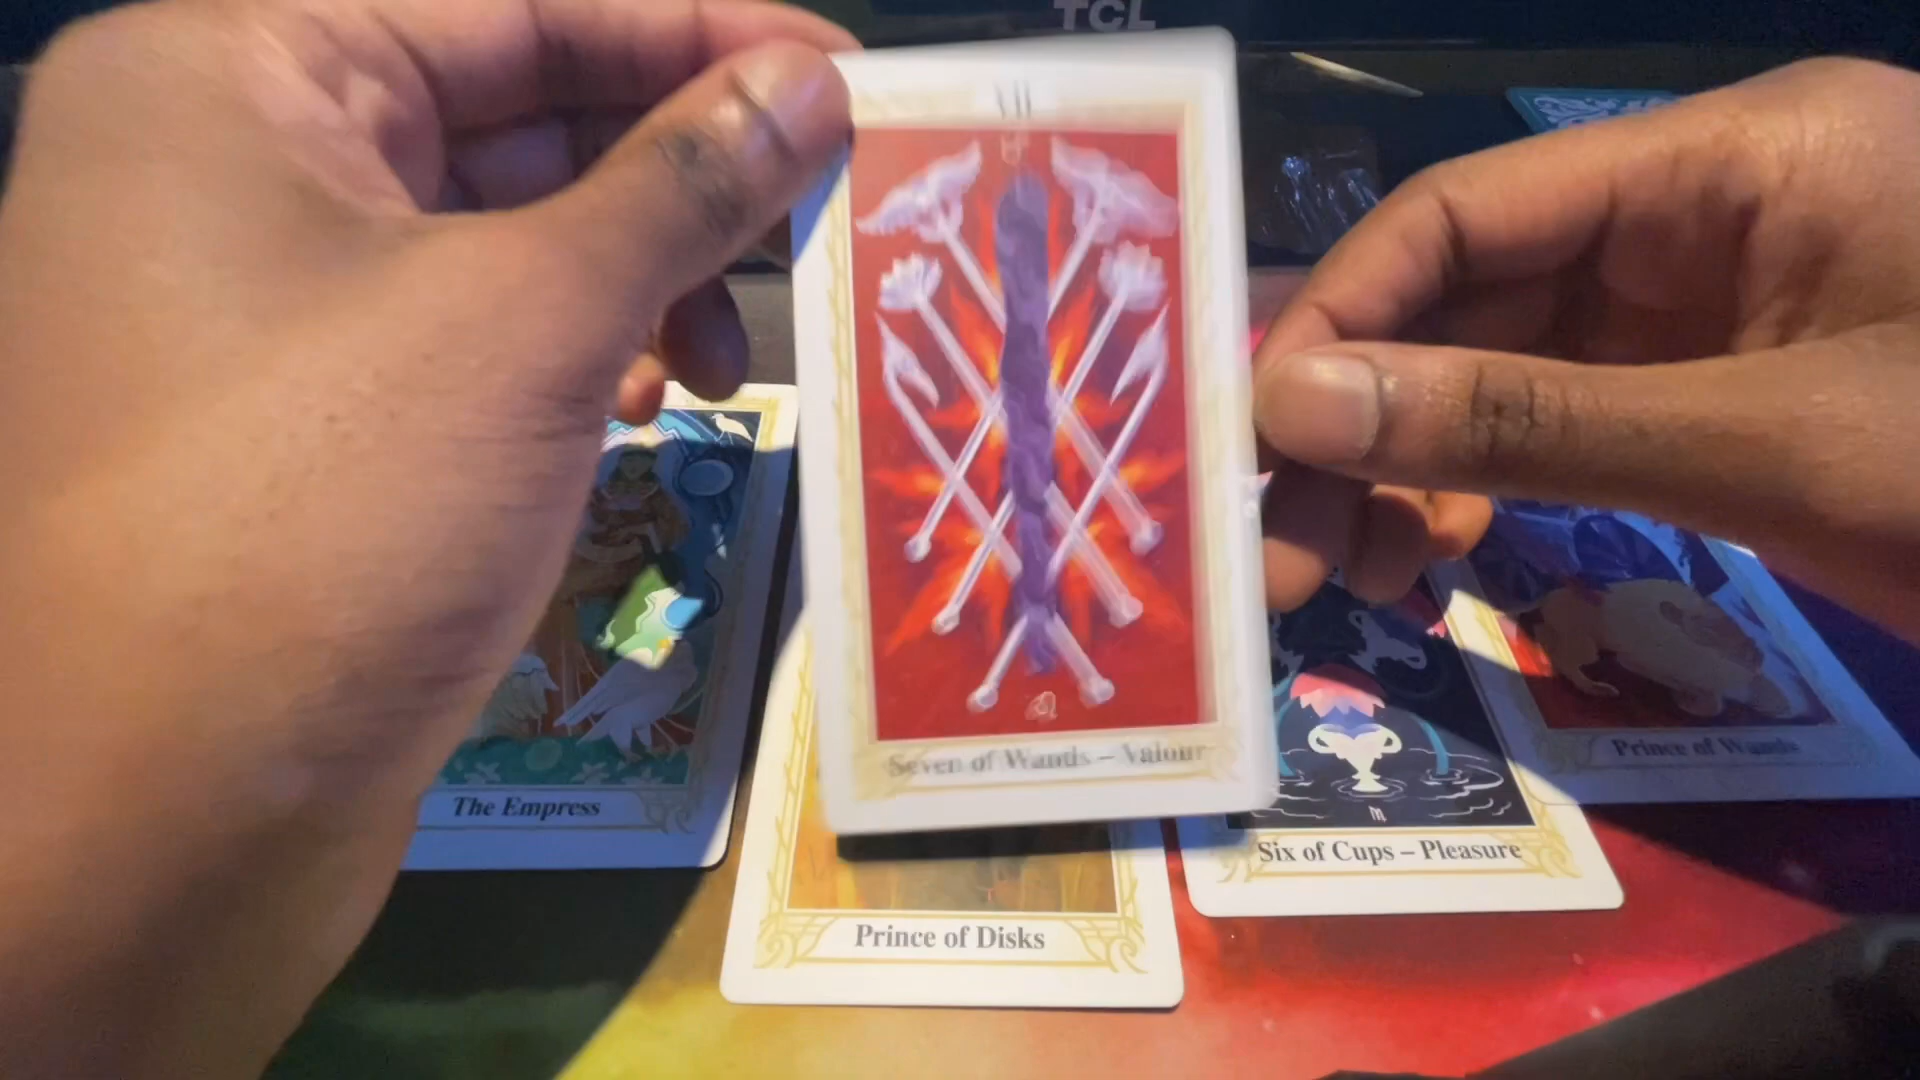 TCL
VII
Seven of Wands – Valour
The Empress
Prince of Wands
Six of Cups – Pleasure
Prince of Disks